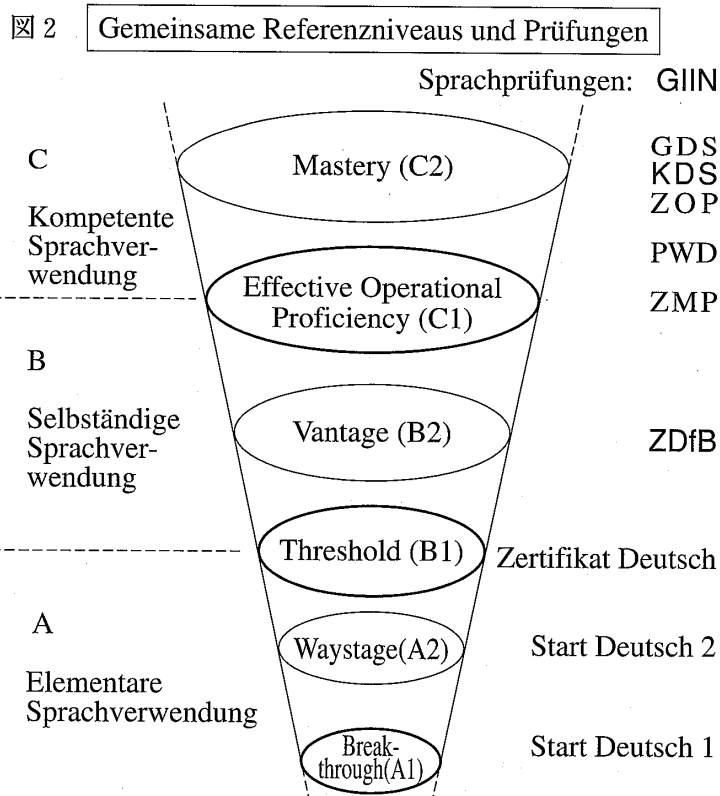 図2 Gemeinsame Referenzniveaus und Prüfungen
Sprachprüfungen: GIIN
C
Kompetente
Sprachver-
wendung
Mastery (C2)
GDS
KDS
ZOP
PWD
Effective Operational
Proficiency (C1)
ZMP
B
Selbständige
Sprachver-
wendung
Vantage (B2)
ZDfB
Threshold (B1)
Zertifikat Deutsch
A
Elementare
Sprachverwendung
Waystage(A2)
Start Deutsch 2
Break-
through(A1)
Start Deutsch 1